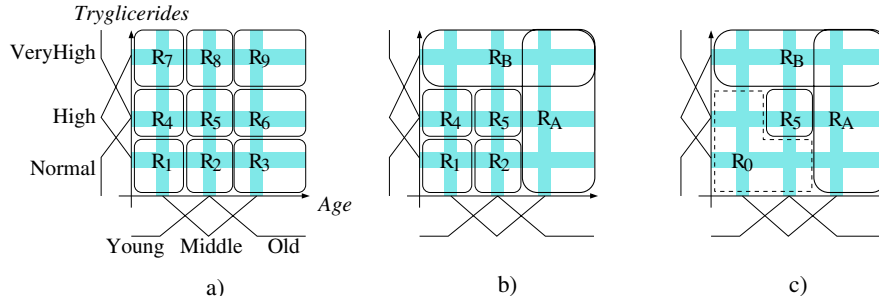 Tryglicerides
VeryHigh
High
Normal
R7 R8 R9
R4 R5 R6
R1 R2 R3
Age
Young Middle Old
a)
RB
R4 R5 RA
R1 R2
b)
RB
R5 RA
R0
c)